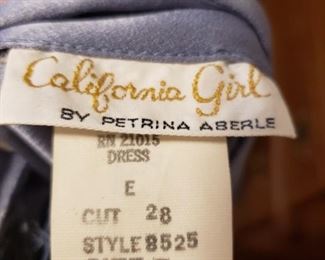 California Girl
BY PETRINA ABERLE
RN 21015
DRESS
E
CUT 28
STYLE 8525